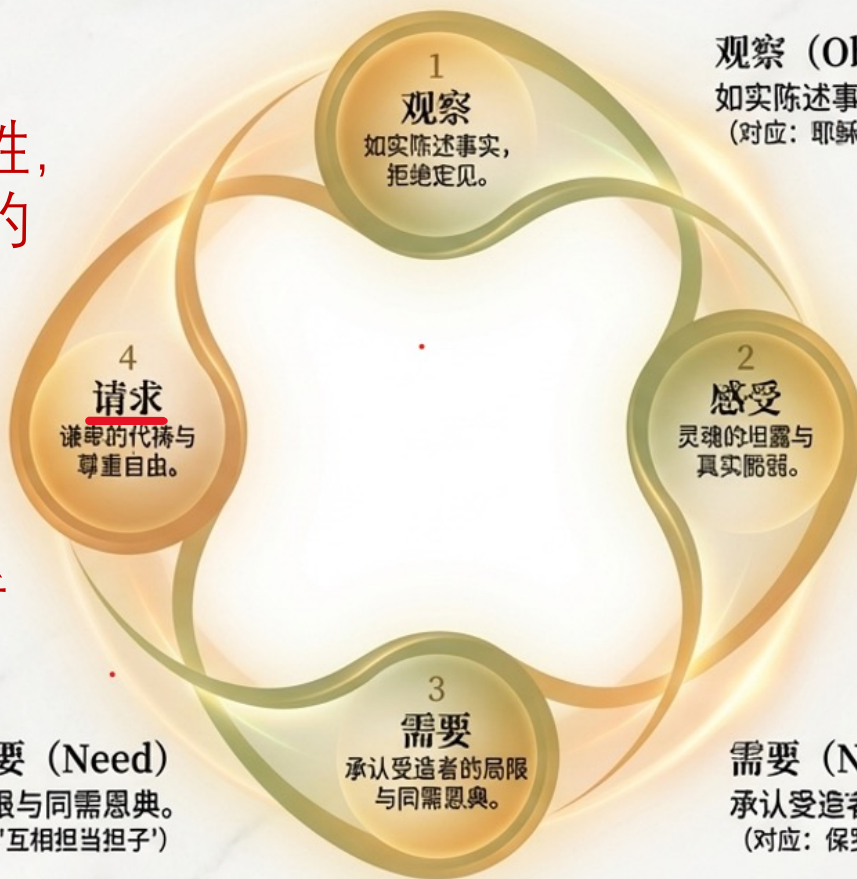 性,
的
观察（Ol
如实陈述事
（对应：耶稣
1
观察
如实陈述事实，
拒绝定见。
4
请求
谦卑的代祷与
尊重自由。
2
感受
灵魂的坦露与
真实脆弱。
3
需要
承认受造者的局限
与同需恩典。
要（Need）
限与同需恩典。
'互相担当担子'）
需要（N
承认受造者
（对应：保罗